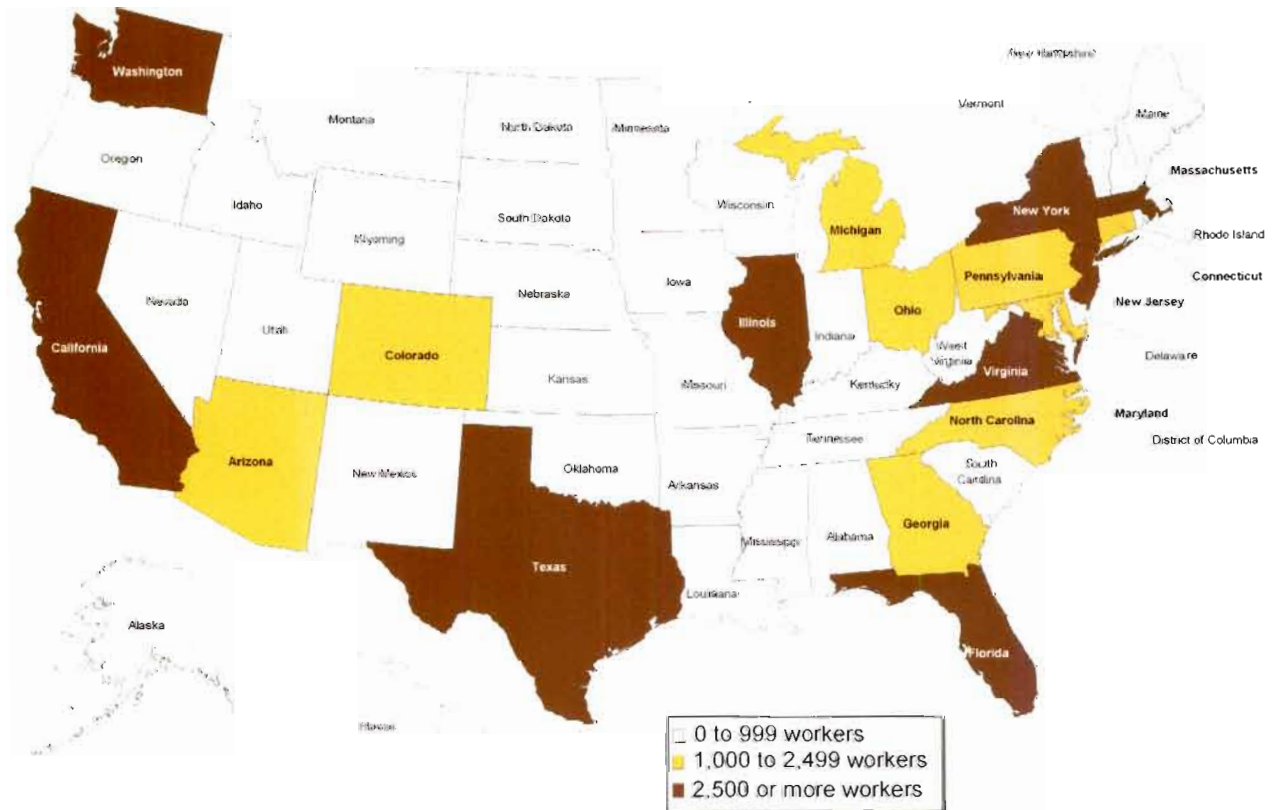 New Hampshire
Washington
Vermont
Montana
North Dakota
Minnesota
Maine
Oregon
Massachusetts
Idaho
South Dakota
Wisconsin
New York
Wyoming
Michigan
Rhode Island
Pennsylvania
Connecticut
Iowa
Nebraska
Nevada
New Jersey
Ohio
Illinois
Utah
Indiana
California
Colorado
West
Virginia
Delaware
Kansas
Missouri
Kentucky
Virginia
Maryland
North Carolina
Tennessee
District of Columbia
Arizona
New Mexico
Oklahoma
Arkansas
South
Carolina
Georgia
Mississippi
Alabama
Texas
Louisiana
Alaska
Florida
Hawaii
0 to 999 workers
1,000 to 2,499 workers
2,500 or more workers